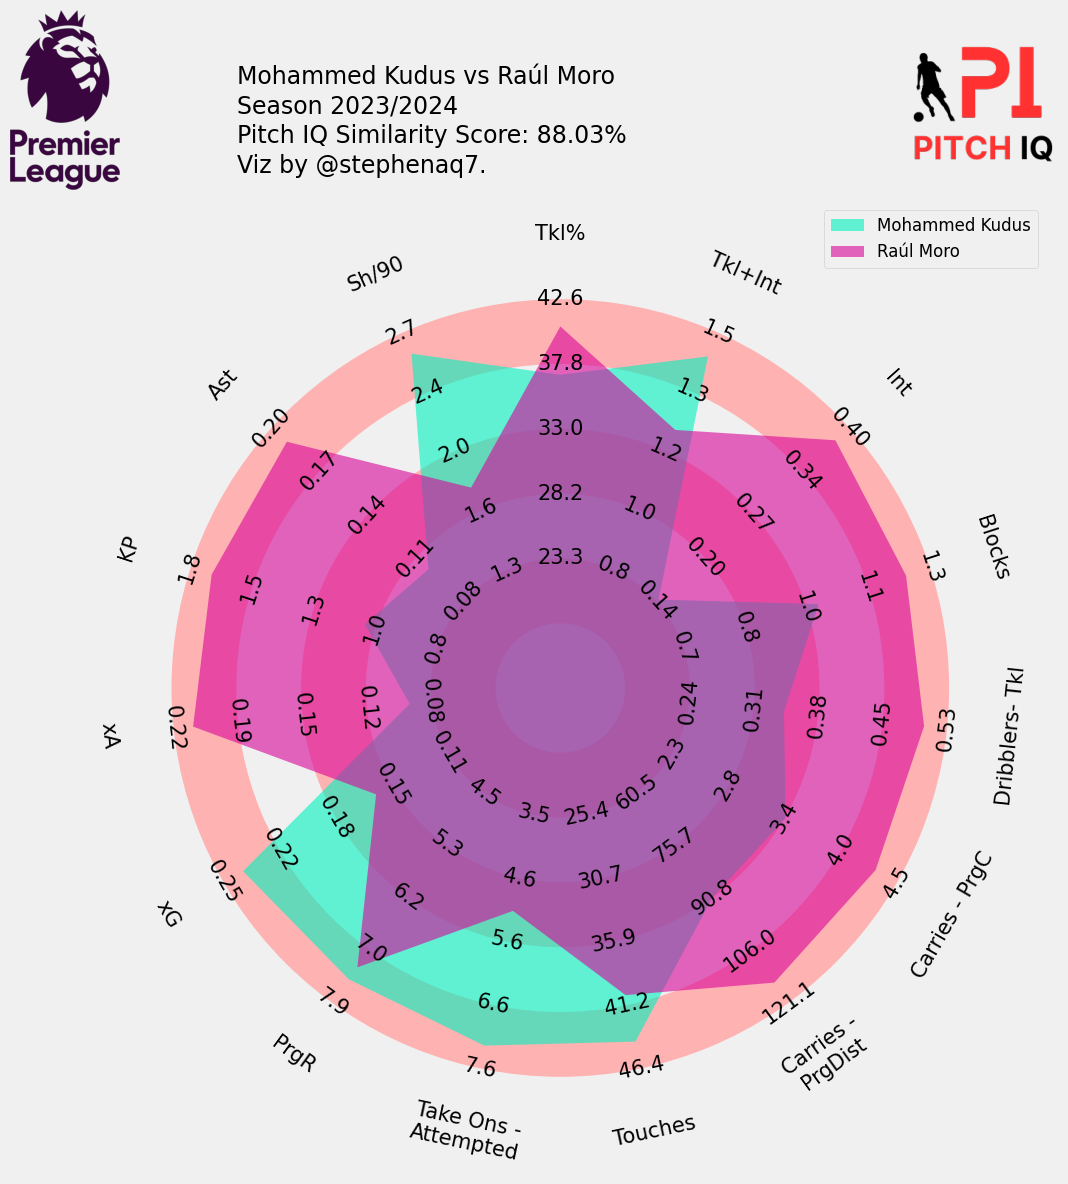 Mohammed Kudus vs Raúl Moro
Season 2023/2024
Pitch IQ Similarity Score: 88.03%
Viz by @stephenaq7.
Premier
League
PI
PITCH IQ
Mohammed Kudus
Raúl Moro
Tkl%
42.6
37.8
33.0
28.2
23.3
Tkl+Int
1.5
1.3
1.2
1.0
0.8
Int
0.40
0.34
0.27
0.20
0.14
Blocks
1.3
1.1
1.0
0.8
0.7
Dribblers- Tkl
0.53
0.45
0.38
0.31
0.24
Carries - PrgC
4.5
4.0
3.4
2.8
2.3
Carries -
PrgDist
121.1
106.0
90.8
75.7
60.5
Touches
46.4
41.2
35.9
30.7
25.4
Take Ons -
Attempted
7.6
6.6
5.6
4.6
3.5
PrgR
7.9
7.0
6.2
5.3
4.5
xG
0.25
0.22
0.18
0.15
0.11
xA
0.22
0.19
0.15
0.12
0.08
KP
1.8
1.5
1.3
1.0
0.8
Ast
0.20
0.17
0.14
0.11
0.08
Sh/90
2.7
2.4
2.0
1.6
1.3